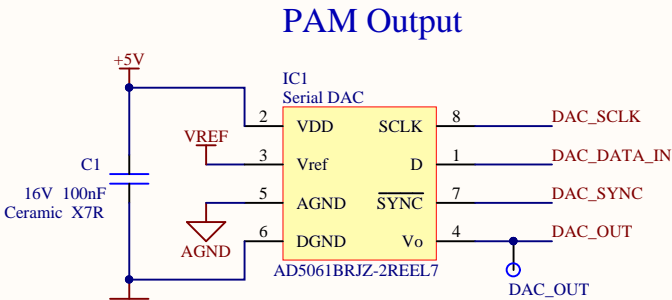 PAM Output
+5V
IC1
Serial DAC
2 VDD SCLK 8 DAC_SCLK
VREF
3 Vref D 1 DAC_DATA_IN
C1
16V 100nF
Ceramic X7R
5 AGND SYNC 7 DAC_SYNC
AGND
6 DGND Vo 4 DAC_OUT
AD5061BRJZ-2REEL7
DAC_OUT